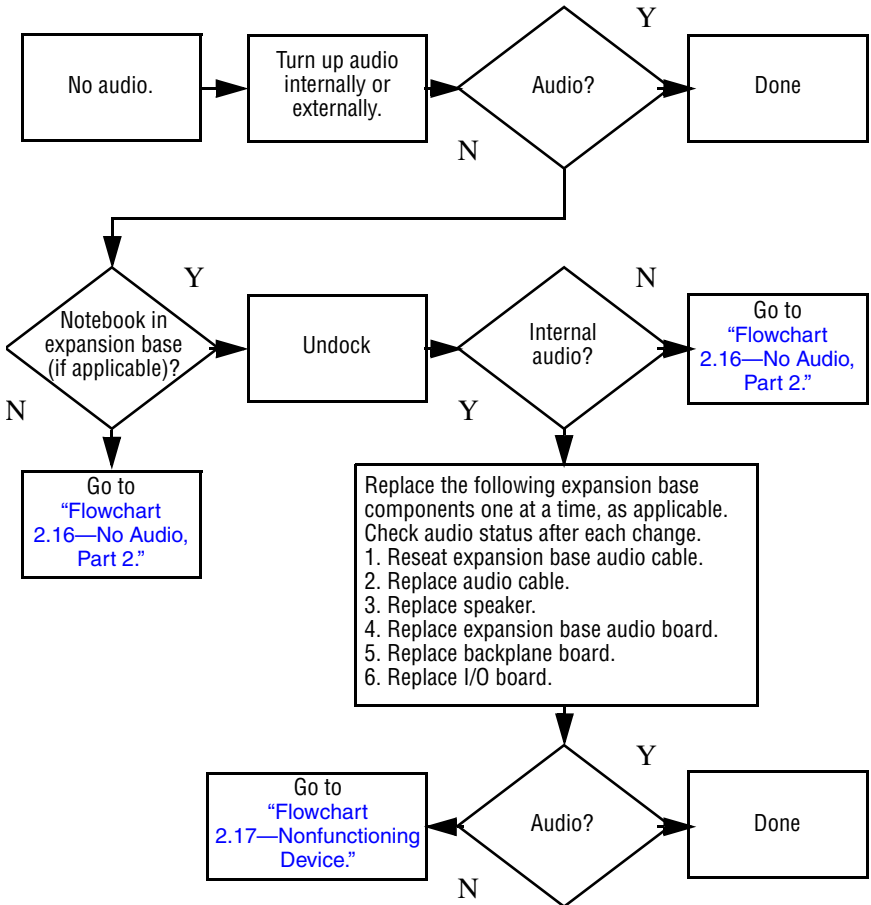 Y
No audio.
Turn up audio
internally or
externally.
Audio?
Done
N
Y
N
Notebook in
expansion base
(if applicable)?
Undock
Internal
audio?
Go to
“Flowchart
2.16—No Audio,
Part 2.”
N
Y
Go to
“Flowchart
2.16—No Audio,
Part 2.”
Replace the following expansion base
components one at a time, as applicable.
Check audio status after each change.
1. Reseat expansion base audio cable.
2. Replace audio cable.
3. Replace speaker.
4. Replace expansion base audio board.
5. Replace backplane board.
6. Replace I/O board.
Y
Go to
“Flowchart
2.17—Nonfunctioning
Device.”
Audio?
Done
N